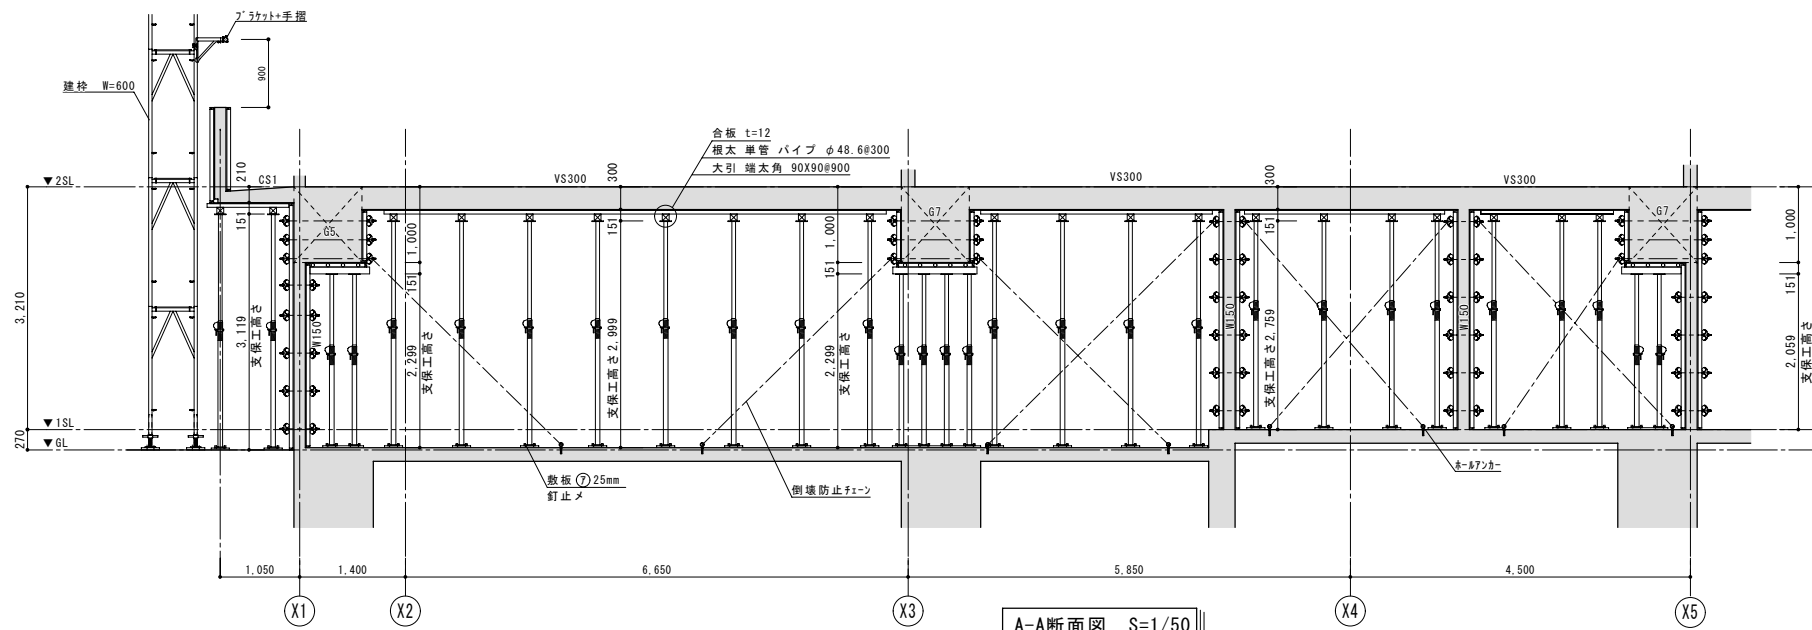 ブラケット+手摺
900
建枠 W=600
合板 t=12
根太 単管 パイプ φ48.6@300
大引 端太角 90X90@900
▼2SL
210
CS1
VS300
300
VS300
300
VS300
G5
G7
G7
151
1,000
151
151
1,000
151
151
1,000
151
3,210
3,119
支保工高さ
W150
2,299
支保工高さ
支保工高さ2,999
2,299
支保工高さ
W150
支保工高さ2,759
W150
2,059
支保工高さ
▼1SL
270
▼GL
敷板 ⑦ 25mm
釘止メ
倒壊防止チェーン
ホールアンカー
1,050
1,400
6,650
5,850
4,500
X1
X2
X3
X4
X5
A-A断面図 S=1/50